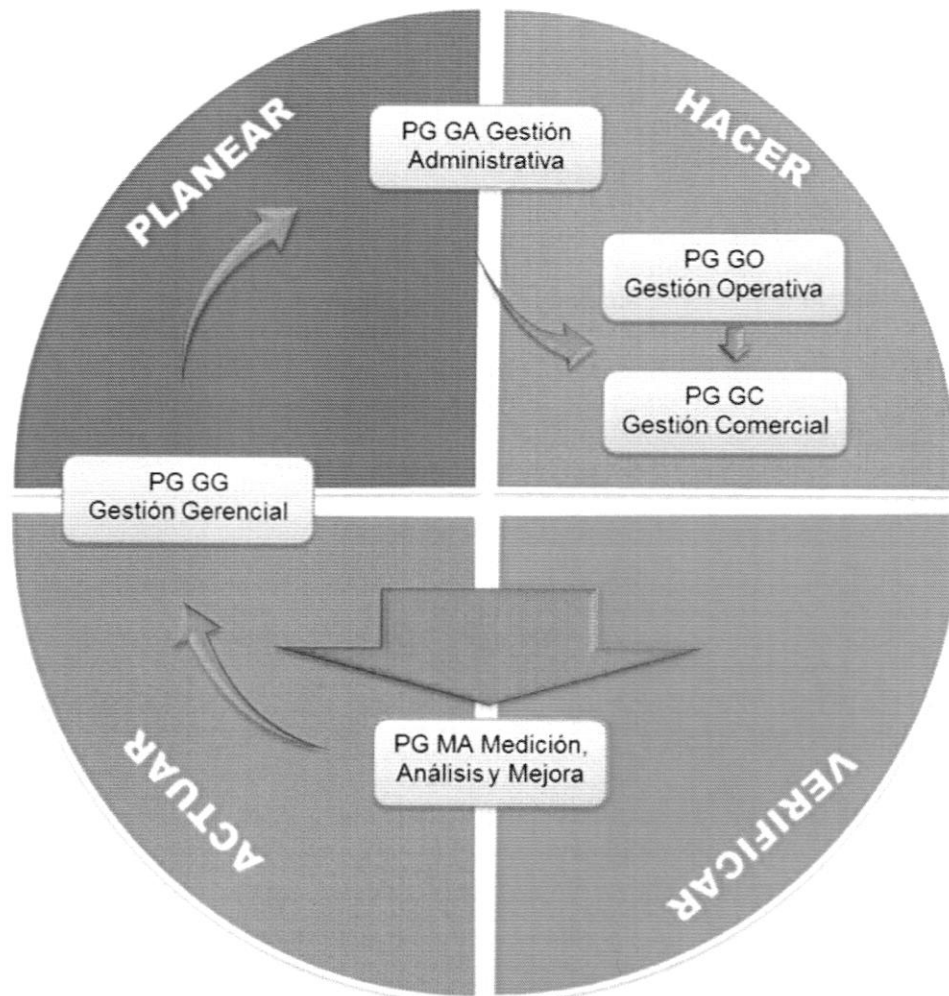 PLANEAR
HACER
PG GA Gestión
Administrativa
PG GO
Gestión Operativa
PG GC
Gestión Comercial
PG GG
Gestión Gerencial
PG MA Medición,
Análisis y Mejora
ACTUAR
VERIFICAR